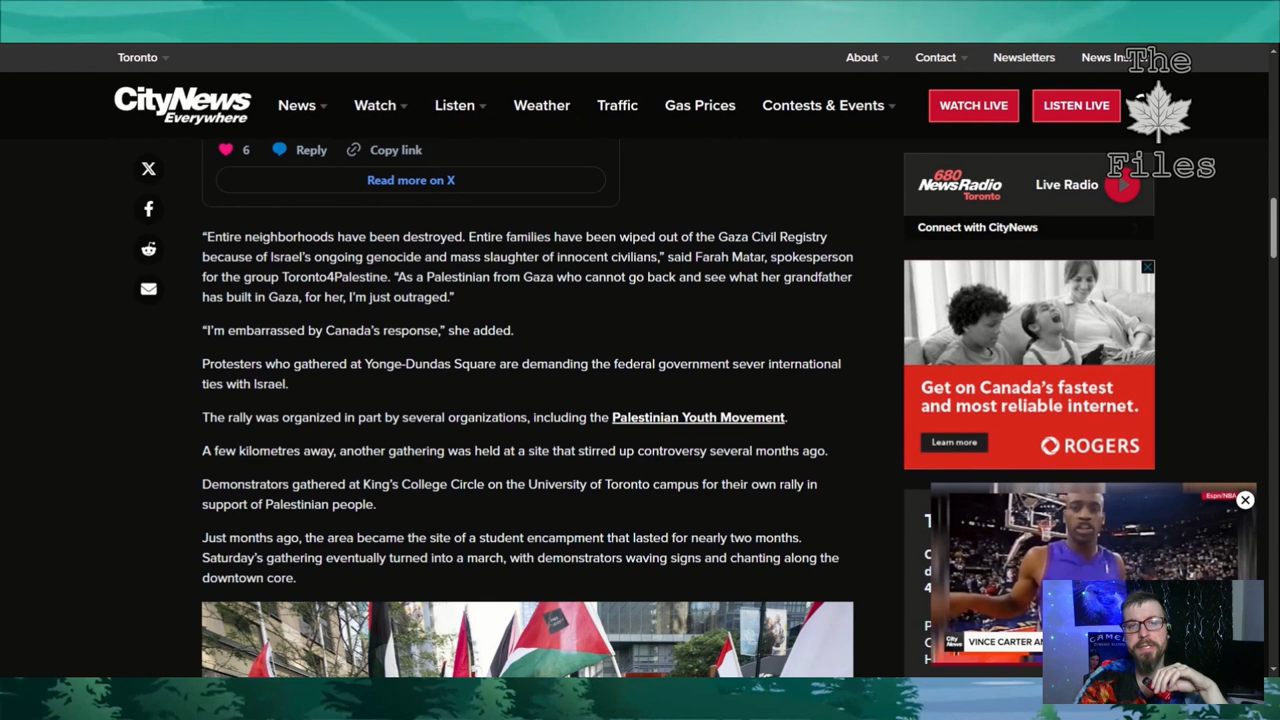 Toronto
About
Contact
Newsletters
News In
The
Files
CityNews
Everywhere
News
Watch
Listen
Weather
Traffic
Gas Prices
Contests & Events
WATCH LIVE
LISTEN LIVE
6
Reply
Copy link
Read more on X
680
NewsRadio
Toronto
Live Radio
Connect with CityNews
“Entire neighborhoods have been destroyed. Entire families have been wiped out of the Gaza Civil Registry
because of Israel’s ongoing genocide and mass slaughter of innocent civilians,” said Farah Matar, spokesperson
for the group Toronto4Palestine. “As a Palestinian from Gaza who cannot go back and see what her grandfather
has built in Gaza, for her, I’m just outraged.”
“I’m embarrassed by Canada’s response,” she added.
Protesters who gathered at Yonge-Dundas Square are demanding the federal government sever international
ties with Israel.
The rally was organized in part by several organizations, including the Palestinian Youth Movement.
A few kilometres away, another gathering was held at a site that stirred up controversy several months ago.
Demonstrators gathered at King’s College Circle on the University of Toronto campus for their own rally in
support of Palestinian people.
Just months ago, the area became the site of a student encampment that lasted for nearly two months.
Saturday’s gathering eventually turned into a march, with demonstrators waving signs and chanting along the
downtown core.
Get on Canada’s fastest
and most reliable internet.
Learn more
ROGERS
Espn/NBA
City
News
VINCE CARTER AN